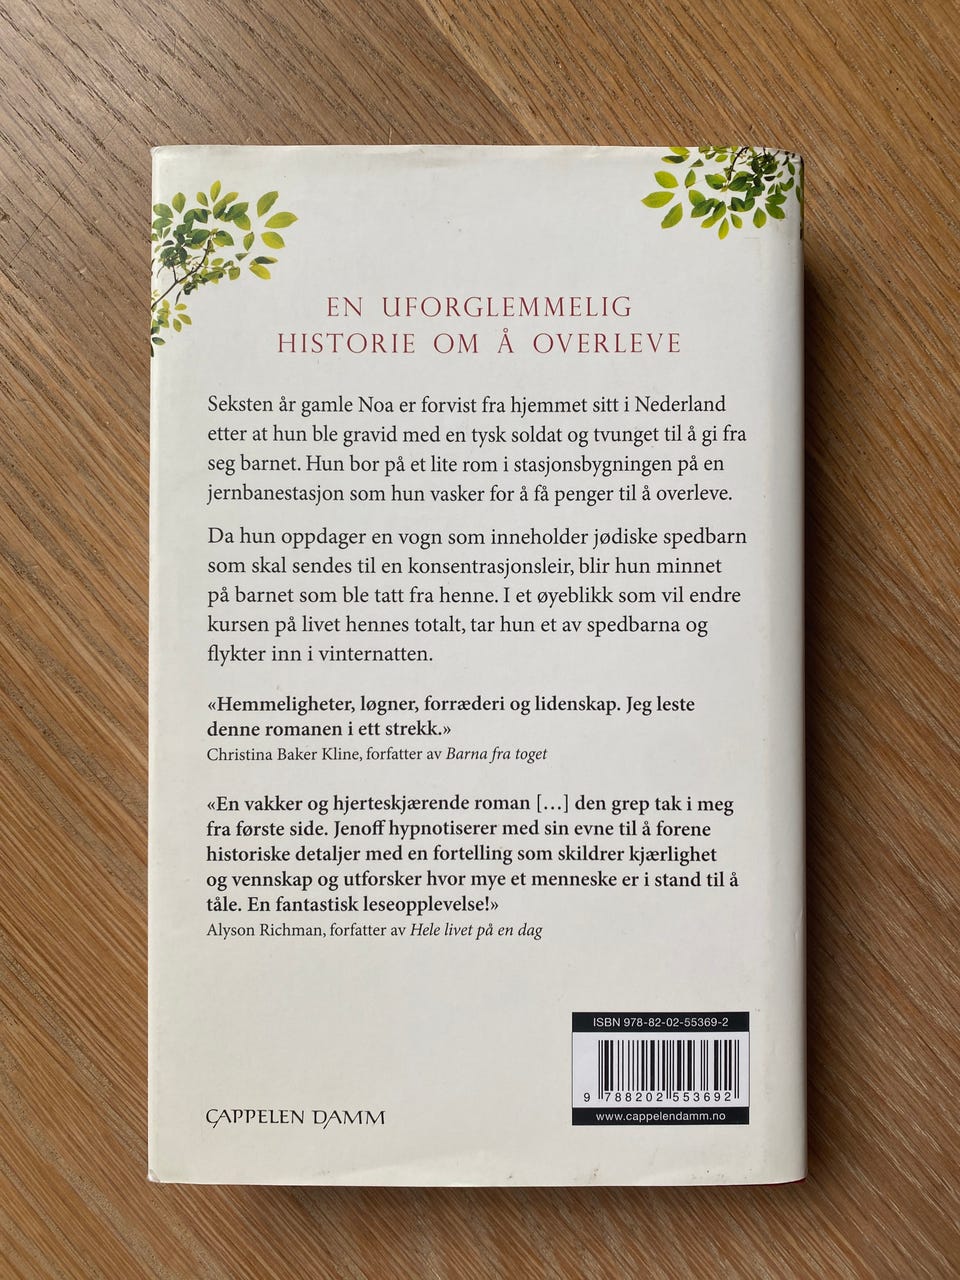 EN UFORGLEMMELIG
HISTORIE OM Å OVERLEVE
Seksten år gamle Noa er forvist fra hjemmet sitt i Nederland
etter at hun ble gravid med en tysk soldat og tvunget til å gi fra
seg barnet. Hun bor på et lite rom i stasjonsbygningen på en
jernbanestasjon som hun vasker for å få penger til å overleve.
Da hun oppdager en vogn som inneholder jødiske spedbarn
som skal sendes til en konsentrasjonsleir, blir hun minnet
på barnet som ble tatt fra henne. I et øyeblikk som vil endre
kursen på livet hennes totalt, tar hun et av spedbarna og
flykter inn i vinternatten.
«Hemmeligheter, løgner, forræderi og lidenskap. Jeg leste
denne romanen i ett strekk.»
Christina Baker Kline, forfatter av Barna fra toget
«En vakker og hjerteskjærende roman […] den grep tak i meg
fra første side. Jenoff hypnotiserer med sin evne til å forene
historiske detaljer med en fortelling som skildrer kjærlighet
og vennskap og utforsker hvor mye et menneske er i stand til å
tåle. En fantastisk leseopplevelse!»
Alyson Richman, forfatter av Hele livet på en dag
ISBN 978-82-02-55369-2
9 788202 553692
www.cappelendamm.no
CAPPELEN DAMM